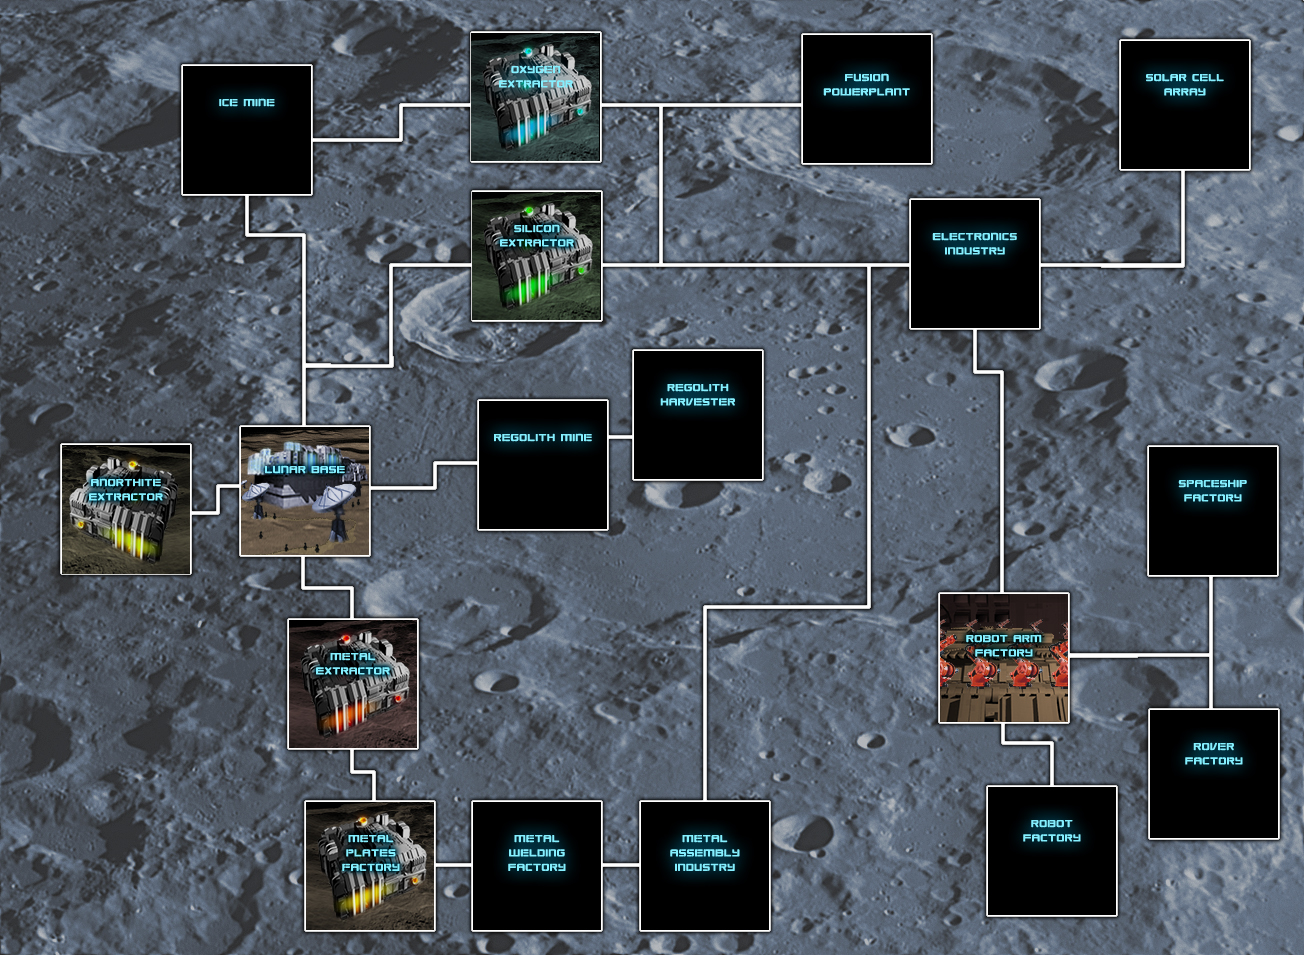 OXYGEN
EXTRACTOR
FUSION
POWERPLANT
SOLAR CELL
ARRAY
ICE MINE
SILICON
EXTRACTOR
ELECTRONICS
INDUSTRY
REGOLITH
HARVESTER
REGOLITH MINE
LUNAR BASE
ANORTHITE
EXTRACTOR
SPACESHIP
FACTORY
ROBOT ARM
FACTORY
METAL
EXTRACTOR
ROVER
FACTORY
ROBOT
FACTORY
METAL
PLATES
FACTORY
METAL
WELDING
FACTORY
METAL
ASSEMBLY
INDUSTRY